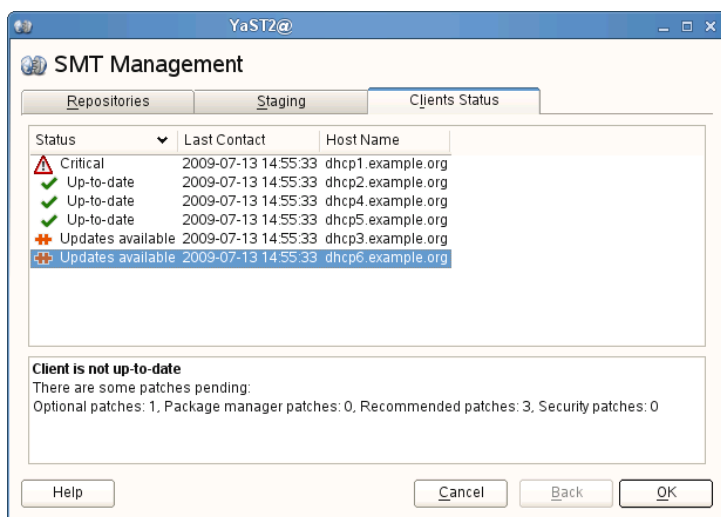 YaST2@
SMT Management
Repositories Staging Clients Status
Status Last Contact Host Name
Critical 2009-07-13 14:55:33 dhcp1.example.org
Up-to-date 2009-07-13 14:55:33 dhcp2.example.org
Up-to-date 2009-07-13 14:55:33 dhcp4.example.org
Up-to-date 2009-07-13 14:55:33 dhcp5.example.org
Updates available 2009-07-13 14:55:33 dhcp3.example.org
Updates available 2009-07-13 14:55:33 dhcp6.example.org
Client is not up-to-date
There are some patches pending:
Optional patches: 1, Package manager patches: 0, Recommended patches: 3, Security patches: 0
Help Cancel Back OK